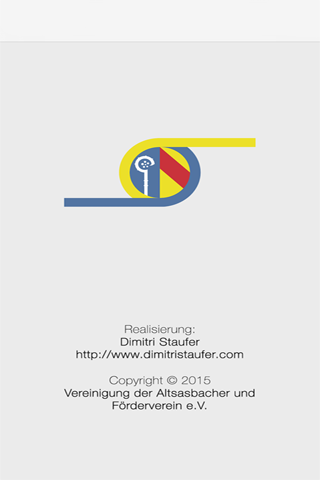 Realisierung:
Dimitri Staufer
http://www.dimitristaufer.com
Copyright © 2015
Vereinigung der Altsasbacher und
Förderverein e.V.